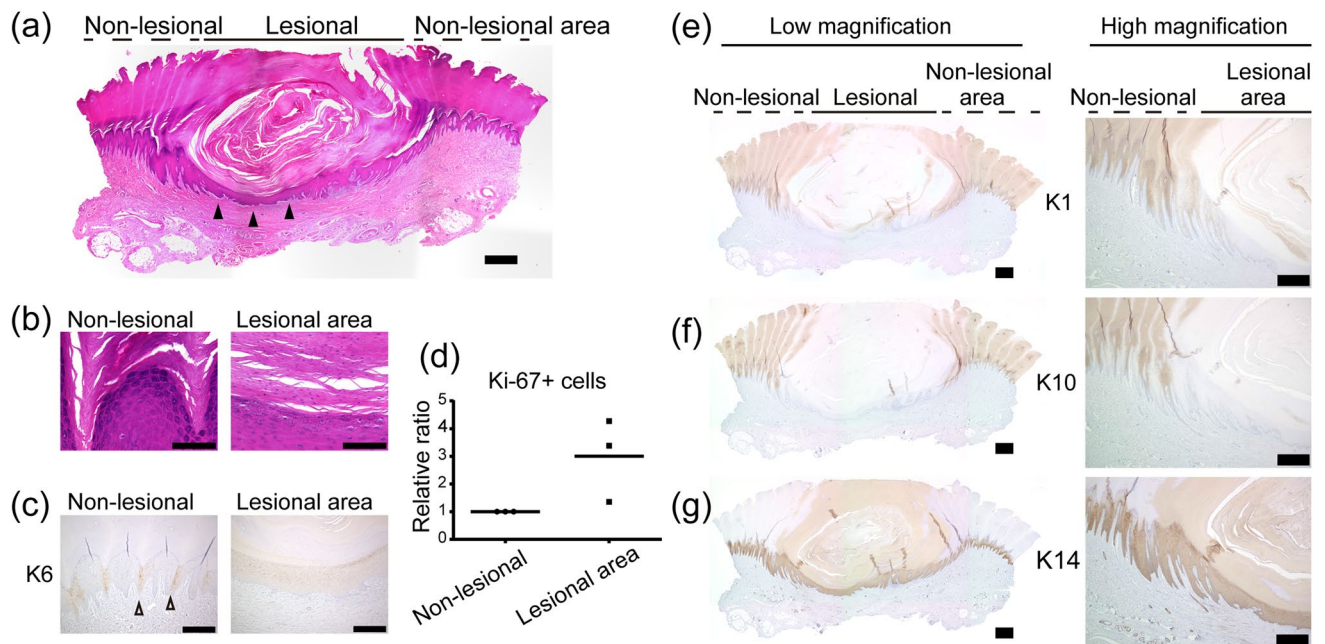 (a)
Non-lesional Lesional Non-lesional area
(b)
Non-lesional Lesional area
(c)
Non-lesional Lesional area
K6
(d)
Ki-67+ cells
Relative ratio
5
4
3
2
1
0
Non-lesional
Lesional area
(e)
Low magnification High magnification
Non-lesional Lesional Non-lesional area
Non-lesional Lesional area
K1
(f)
K10
(g)
K14